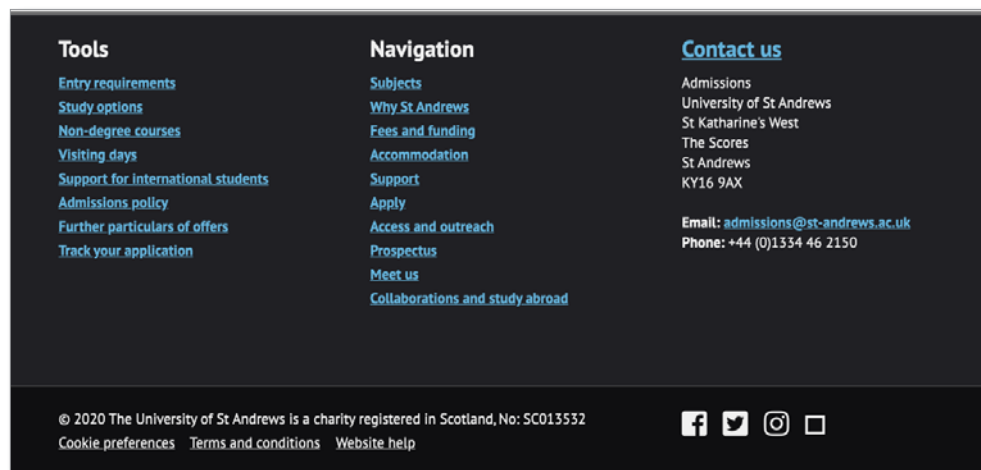 Tools
Entry requirements
Study options
Non-degree courses
Visiting days
Support for international students
Admissions policy
Further particulars of offers
Track your application
Navigation
Subjects
Why St Andrews
Fees and funding
Accommodation
Support
Apply
Access and outreach
Prospectus
Meet us
Collaborations and study abroad
Contact us
Admissions
University of St Andrews
St Katharine's West
The Scores
St Andrews
KY16 9AX
Email: admissions@st-andrews.ac.uk
Phone: +44 (0)1334 46 2150
© 2020 The University of St Andrews is a charity registered in Scotland, No: SC013532
Cookie preferences Terms and conditions Website help